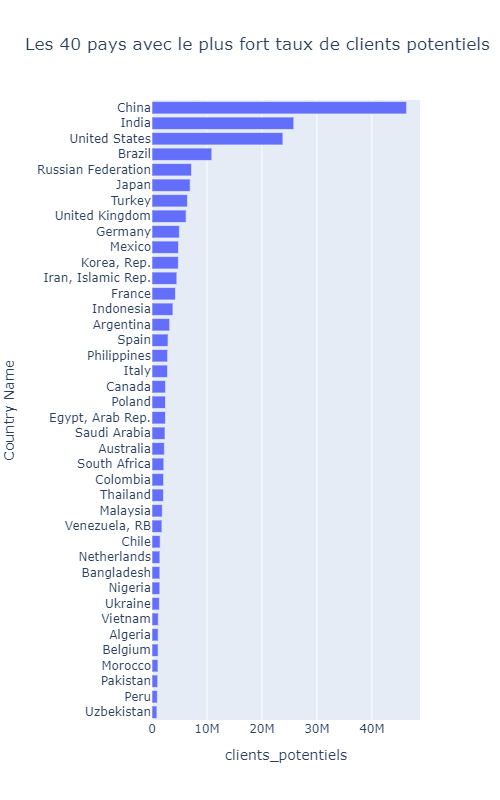 Les 40 pays avec le plus fort taux de clients potentiels
China
India
United States
Brazil
Russian Federation
Japan
Turkey
United Kingdom
Germany
Mexico
Korea, Rep.
Iran, Islamic Rep.
France
Indonesia
Argentina
Spain
Philippines
Italy
Canada
Poland
Egypt, Arab Rep.
Saudi Arabia
Australia
South Africa
Colombia
Thailand
Malaysia
Venezuela, RB
Chile
Netherlands
Bangladesh
Nigeria
Ukraine
Vietnam
Algeria
Belgium
Morocco
Pakistan
Peru
Uzbekistan
Country Name
0 10M 20M 30M 40M
clients_potentiels